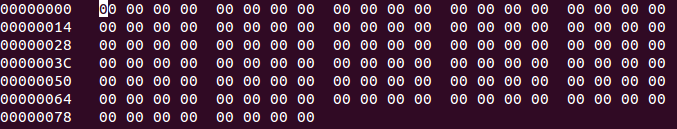 00000000 00 00 00 00 00 00 00 00 00 00 00 00 00 00 00 00 00 00 00 00
00000014 00 00 00 00 00 00 00 00 00 00 00 00 00 00 00 00 00 00 00 00
00000028 00 00 00 00 00 00 00 00 00 00 00 00 00 00 00 00 00 00 00 00
0000003C 00 00 00 00 00 00 00 00 00 00 00 00 00 00 00 00 00 00 00 00
00000050 00 00 00 00 00 00 00 00 00 00 00 00 00 00 00 00 00 00 00 00
00000064 00 00 00 00 00 00 00 00 00 00 00 00 00 00 00 00 00 00 00 00
00000078 00 00 00 00 00 00 00 00